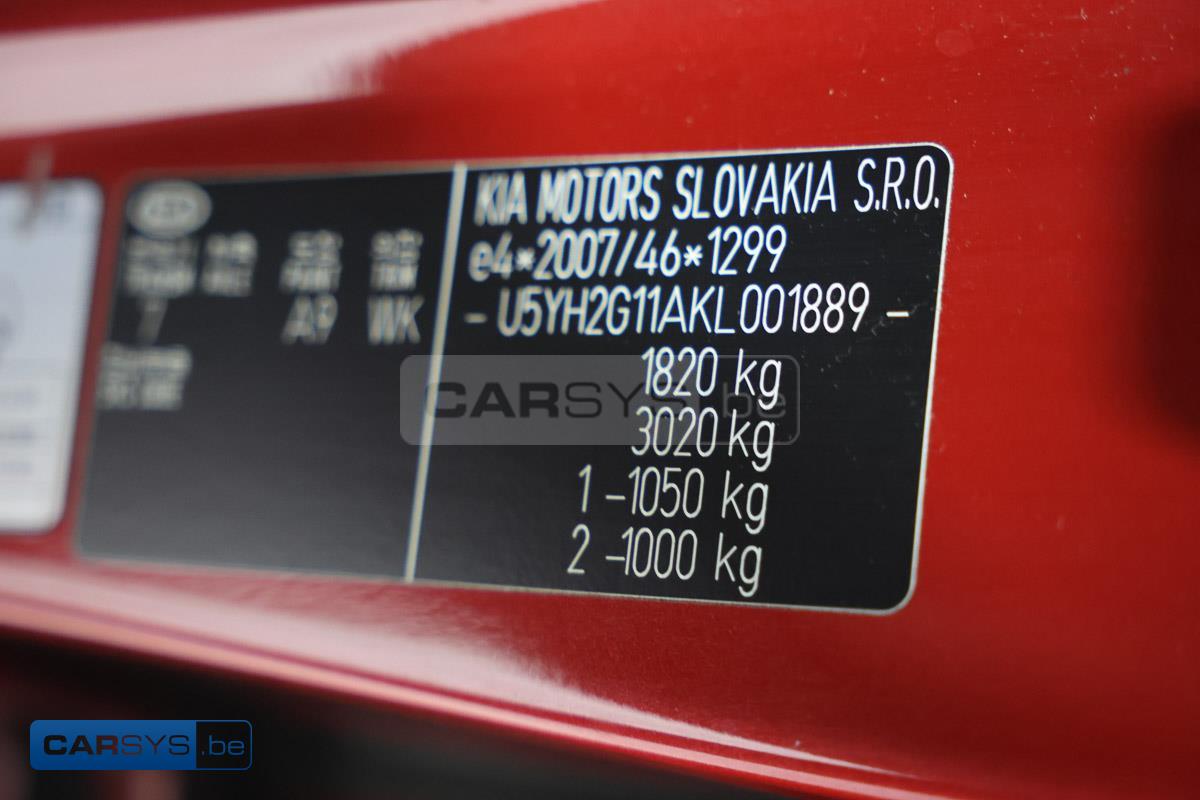 KIA MOTORS SLOVAKIA S.R.O.
e4*2007/46*1299
- U5YH2G11AKL001889 -
1820 kg
3020 kg
1 -1050 kg
2 -1000 kg
7 A9 WK
CARSYS.be
CARSYS.be